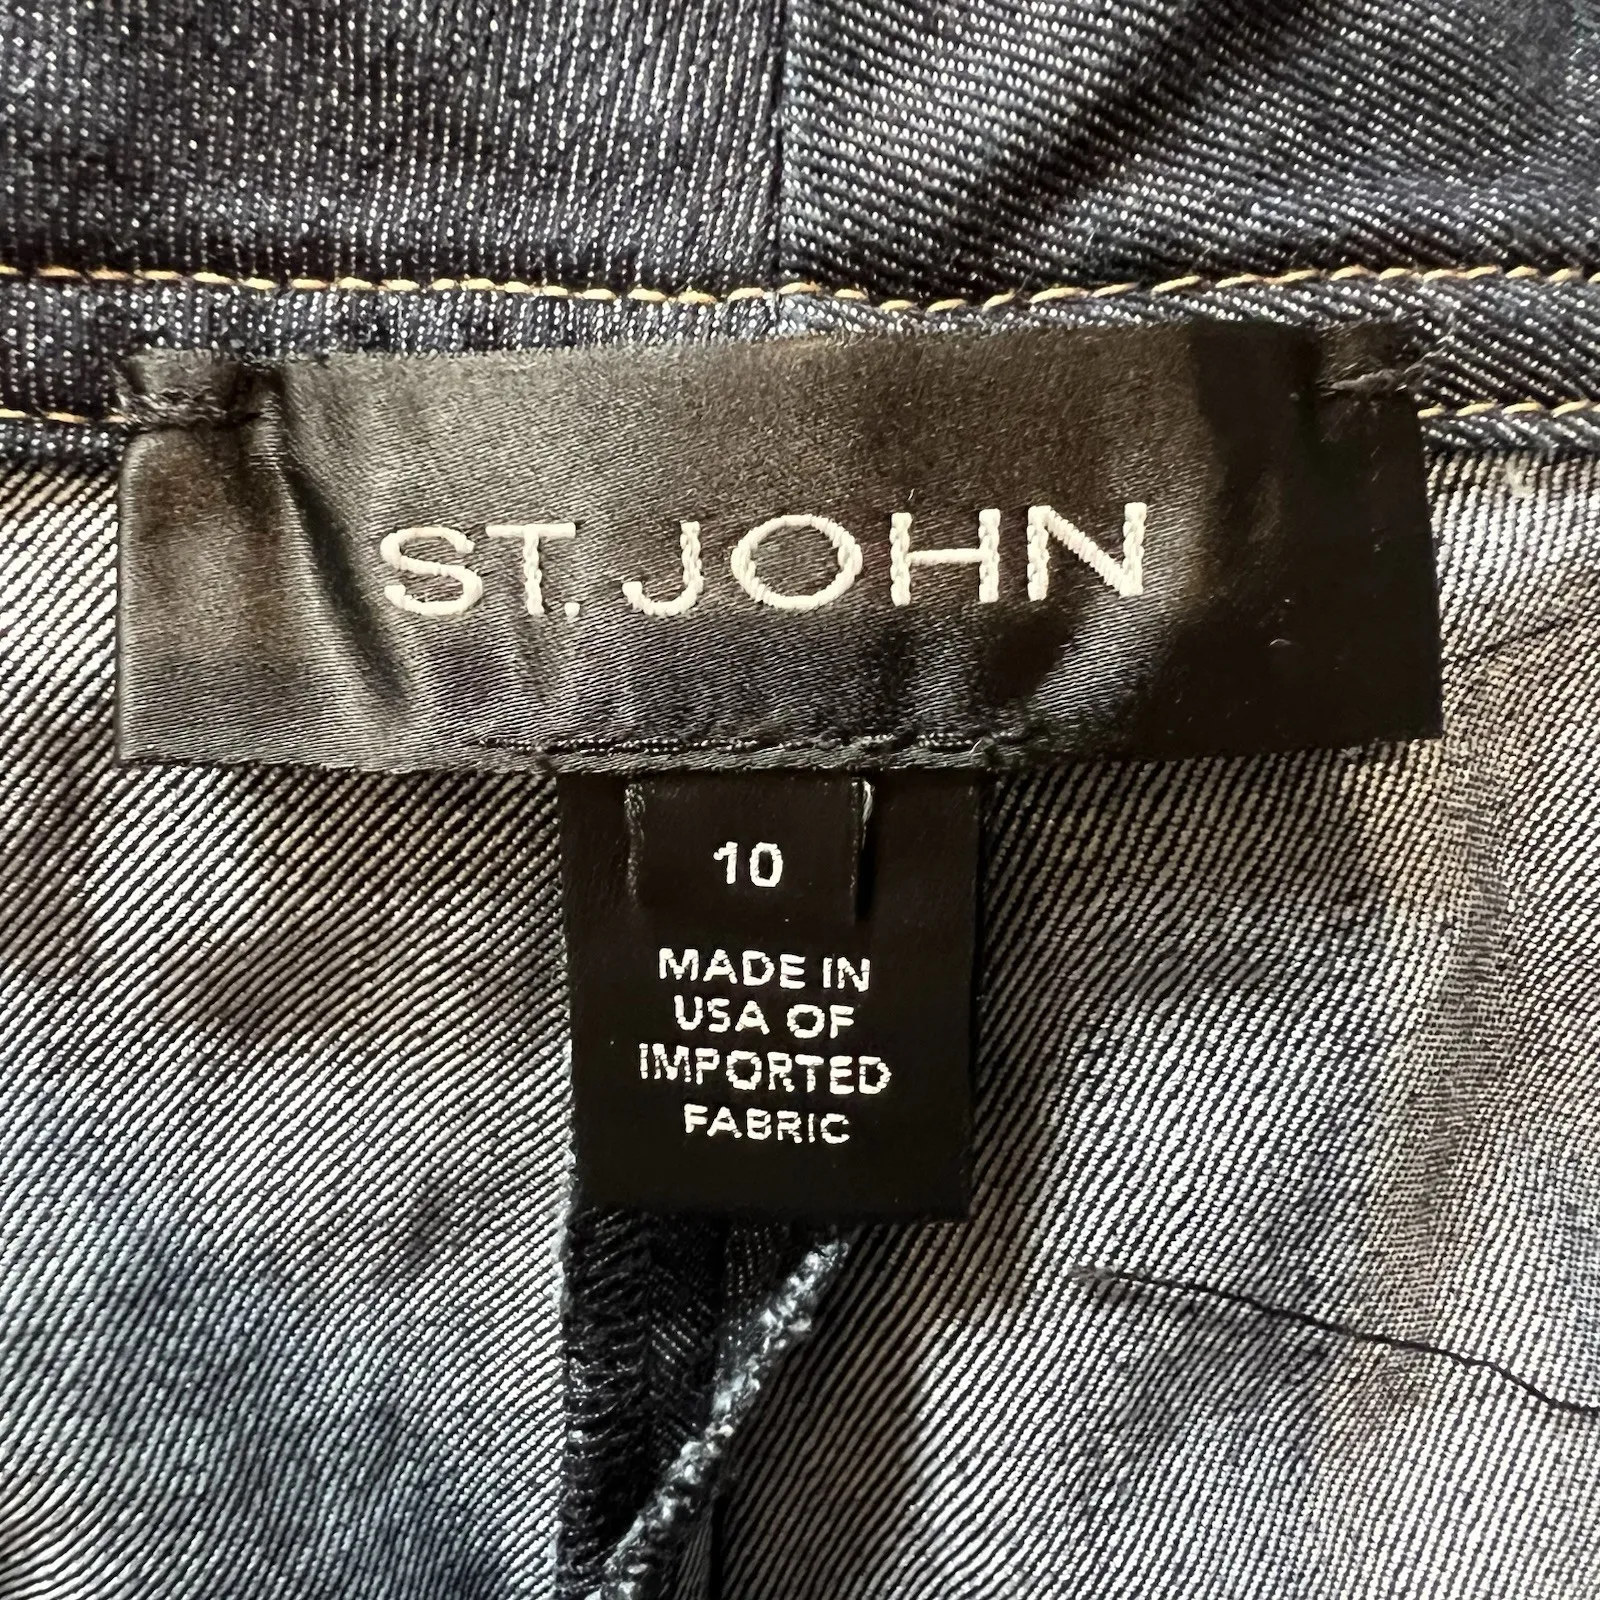 ST. JOHN
10
MADE IN
USA OF
IMPORTED
FABRIC